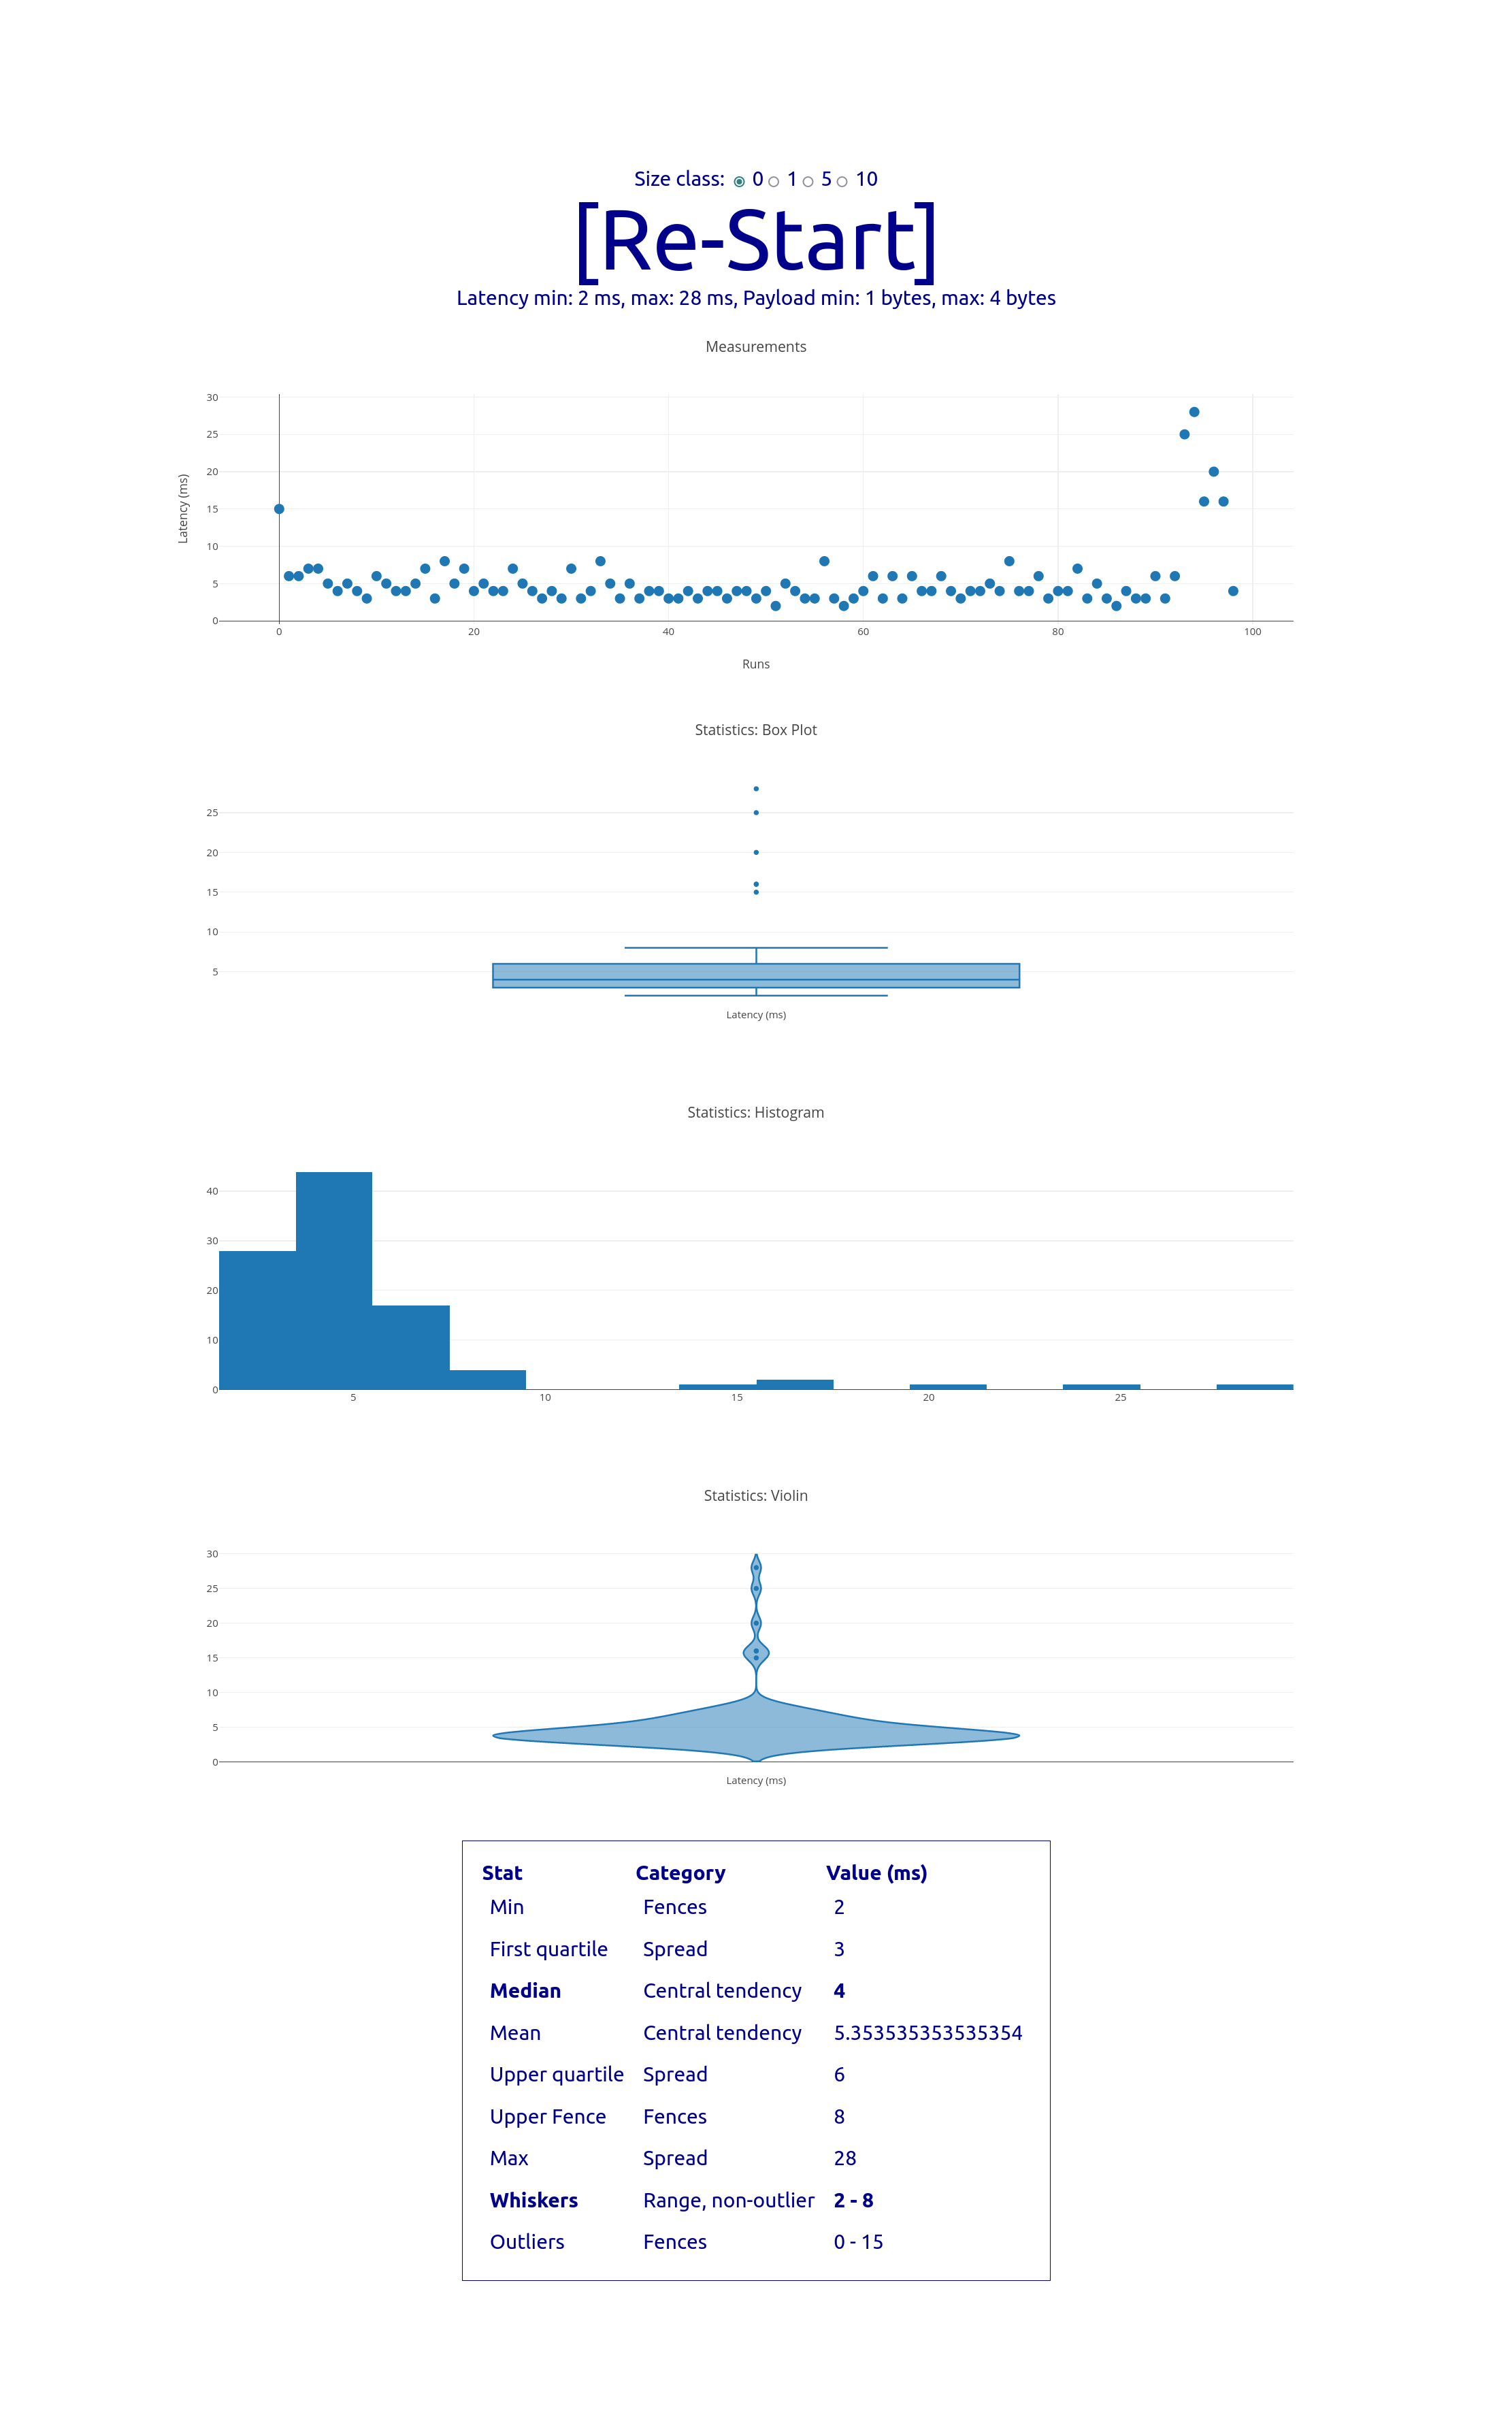 Size class: 0 1 5 10
[Re-Start]
Latency min: 2 ms, max: 28 ms, Payload min: 1 bytes, max: 4 bytes
Measurements
30
25
20
15
10
5
0
Latency (ms)
0 20 40 60 80 100
Runs
Statistics: Box Plot
25
20
15
10
5
Latency (ms)
Statistics: Histogram
40
30
20
10
0
5 10 15 20 25
Statistics: Violin
30
25
20
15
10
5
0
Latency (ms)
Stat Category Value (ms)
Min Fences 2
First quartile Spread 3
Median Central tendency 4
Mean Central tendency 5.353535353535354
Upper quartile Spread 6
Upper Fence Fences 8
Max Spread 28
Whiskers Range, non-outlier 2 - 8
Outliers Fences 0 - 15